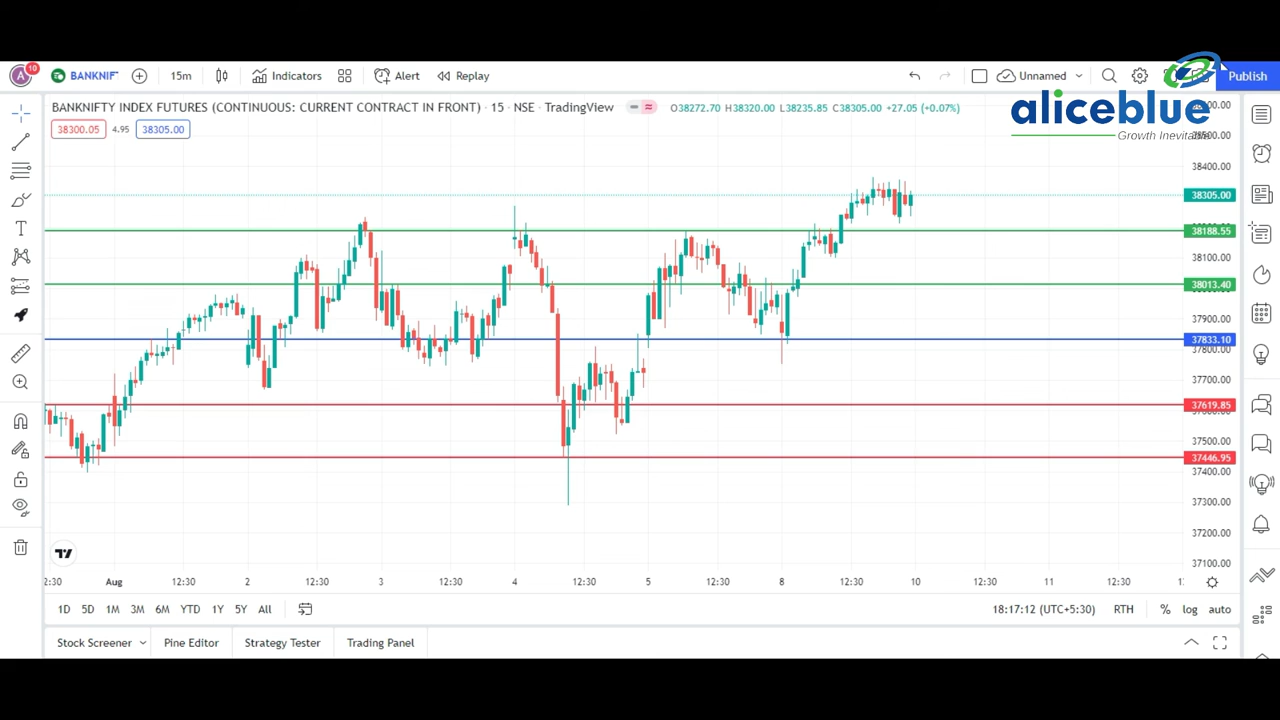 A 10 BANKNIF 15m Indicators Alert Replay Unnamed Publish
aliceblue
Growth Inevitable
BANKNIFTY INDEX FUTURES (CONTINUOUS: CURRENT CONTRACT IN FRONT) · 15 · NSE · TradingView O38272.70 H38320.00 L38235.85 C38305.00 +27.05 (+0.07%)
38300.05 4.95 38305.00
38500.00
38400.00
38305.00
38188.55
38100.00
38013.40
37900.00
37833.10
37800.00
37700.00
37619.85
37500.00
37446.95
37400.00
37300.00
37200.00
37100.00
Aug 12:30 2 12:30 3 12:30 4 12:30 5 12:30 8 12:30 10 12:30 11 12:30
1D 5D 1M 3M 6M YTD 1Y 5Y All 18:17:12 (UTC+5:30) RTH % log auto
Stock Screener Pine Editor Strategy Tester Trading Panel